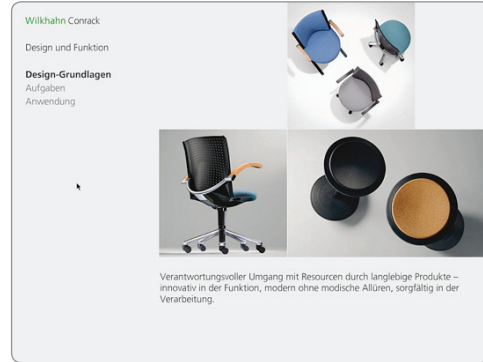 Wilkhahn Conrack
Design und Funktion
Design-Grundlagen
Aufgaben
Anwendung
Verantwortungsvoller Umgang mit Resourcen durch langlebige Produkte –
innovativ in der Funktion, modern ohne modische Allüren, sorgfältig in der
Verarbeitung.